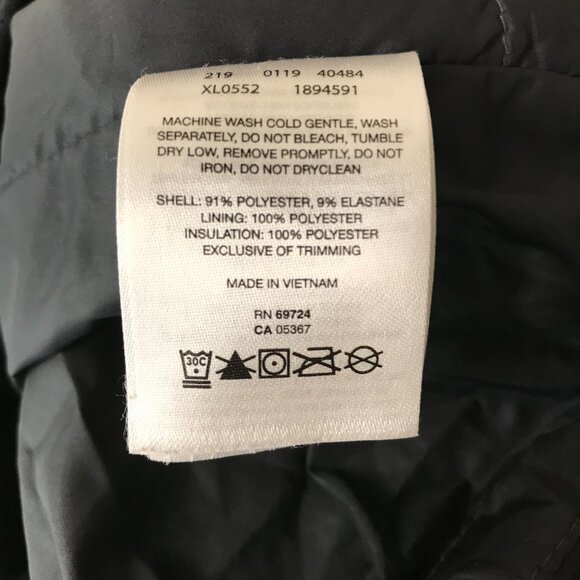 219 0119 40484
XL0552 1894591
MACHINE WASH COLD GENTLE, WASH
SEPARATELY, DO NOT BLEACH, TUMBLE
DRY LOW, REMOVE PROMPTLY, DO NOT
IRON, DO NOT DRYCLEAN
SHELL: 91% POLYESTER, 9% ELASTANE
LINING: 100% POLYESTER
INSULATION: 100% POLYESTER
EXCLUSIVE OF TRIMMING
MADE IN VIETNAM
RN 69724
CA 05367
30C